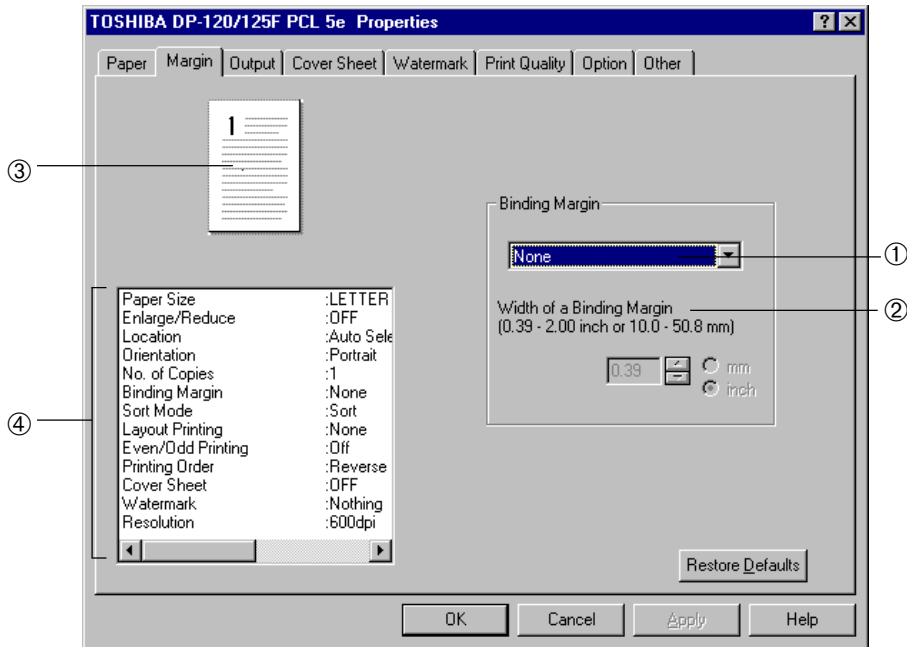 TOSHIBA DP-120/125F PCL 5e Properties
? ×
Paper Margin Output Cover Sheet Watermark Print Quality Option Other
1
③
Binding Margin
None
①
Width of a Binding Margin
②
(0.39 - 2.00 inch or 10.0 - 50.8 mm)
0.39
mm
inch
④
Paper Size :LETTER
Enlarge/Reduce :OFF
Location :Auto Sele
Orientation :Portrait
No. of Copies :1
Binding Margin :None
Sort Mode :Sort
Layout Printing :None
Even/Odd Printing :Off
Printing Order :Reverse
Cover Sheet :OFF
Watermark :Nothing
Resolution :600dpi
Restore Defaults
OK Cancel Apply Help